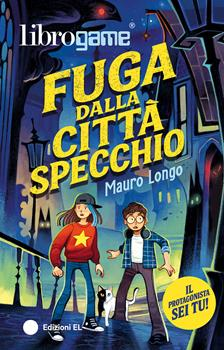 librogame®
FUGA
DALLA
CITTÀ
SPECCHIO
Mauro Longo
IL
PROTAGONISTA
SEI TU!
Edizioni EL